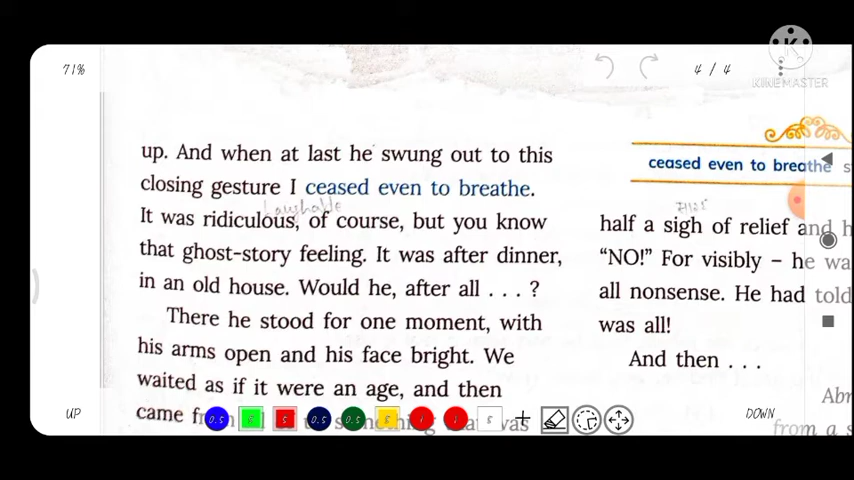 71%
4 / 4
KINEMASTER
up. And when at last he swung out to this
closing gesture I ceased even to breathe.
laughable
It was ridiculous, of course, but you know
that ghost-story feeling. It was after dinner,
in an old house. Would he, after all . . . ?
There he stood for one moment, with
his arms open and his face bright. We
waited as if it were an age, and then
came
ceased even to breathe
half a sigh of relief and
"NO!" For visibly – he
all nonsense. He had told
was all!
And then . . .
from a
UP
0.5
5
+
DOWN